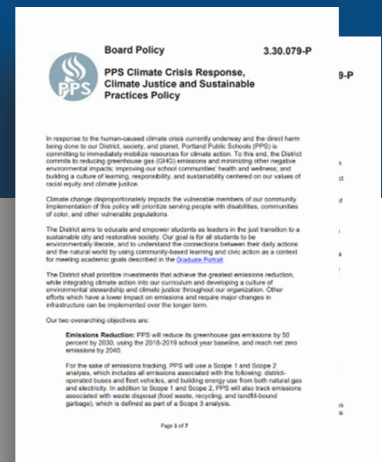 Board Policy 3.30.079-P
PPS
PPS Climate Crisis Response,
Climate Justice and Sustainable
Practices Policy
9-P
In response to the human-caused climate crisis currently underway and the direct harm
being done to our District, society, and planet, Portland Public Schools (PPS) is
committing to immediately mobilize resources for climate action. To this end, the District
commits to reducing greenhouse gas (GHG) emissions and minimizing other negative
environmental impacts; improving our school communities' health and wellness; and
building a culture of learning, responsibility, and sustainability centered on our values of
racial equity and climate justice.
Climate change disproportionately impacts the vulnerable members of our community.
Implementation of this policy will prioritize serving people with disabilities, communities
of color, and other vulnerable populations.
The District aims to educate and empower students as leaders in the just transition to a
sustainable city and restorative society. Our goal is for all students to be
environmentally literate, and to understand the connections between their daily actions
and the natural world by using community-based learning and civic action as a context
for meeting academic goals described in the Graduate Portrait.
The District shall prioritize investments that achieve the greatest emissions reduction,
while integrating climate action into our curriculum and developing a culture of
environmental stewardship and climate justice throughout our organization. Other
efforts which have a lower impact on emissions and require major changes in
infrastructure can be implemented over the longer term.
Our two overarching objectives are:
Emissions Reduction: PPS will reduce its greenhouse gas emissions by 50
percent by 2030, using the 2018-2019 school year baseline, and reach net zero
emissions by 2040.
For the sake of emissions tracking, PPS will use a Scope 1 and Scope 2
analysis, which includes all emissions associated with the following: district-
operated buses and fleet vehicles, and building energy use from both natural gas
and electricity. In addition to Scope 1 and Scope 2, PPS will also track emissions
associated with waste disposal (food waste, recycling, and landfill-bound
garbage), which is defined as part of a Scope 3 analysis.
Page 1 of 7